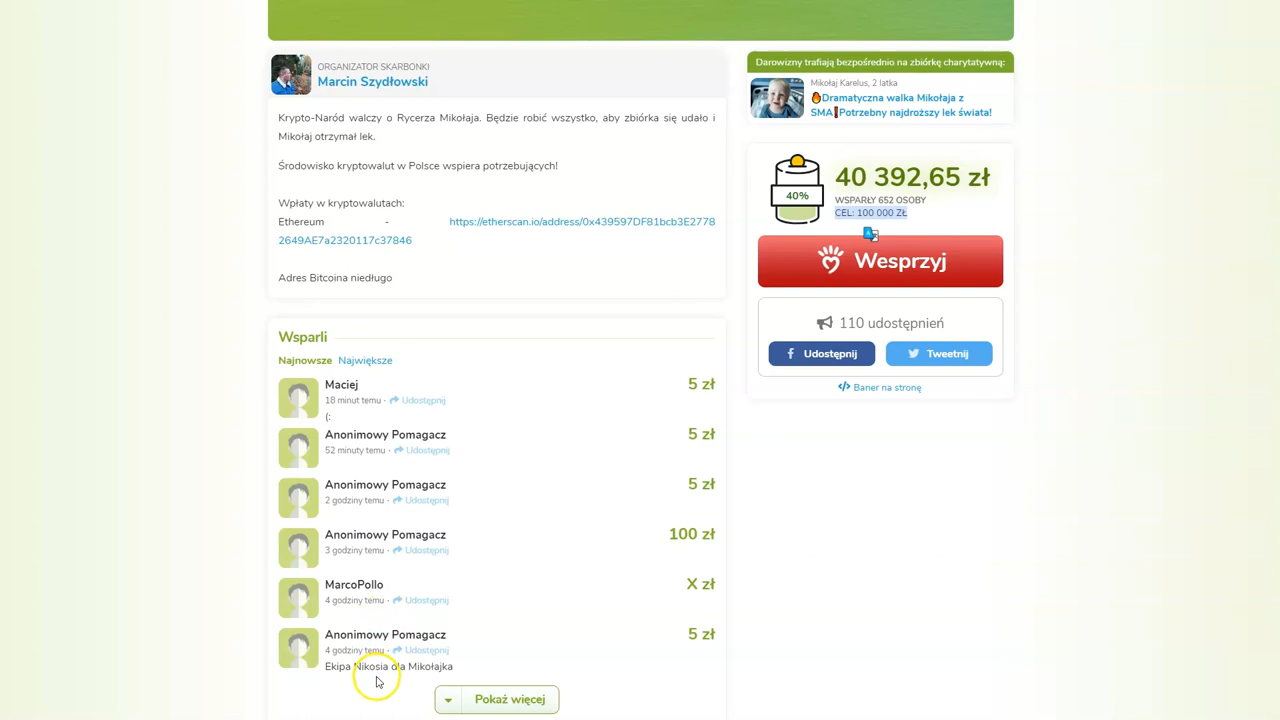 ORGANIZATOR SKARBONKI
Marcin Szydłowski
Krypto-Naród walczy o Rycerza Mikołaja. Będzie robić wszystko, aby zbiórka się udało i
Mikołaj otrzymał lek.
Środowisko kryptowalut w Polsce wspiera potrzebujących!
Wpłaty w kryptowalutach:
Ethereum - https://etherscan.io/address/0x439597DF81bcb3E2778
2649AE7a2320117c37846
Adres Bitcoina niedługo
Wsparli
Najnowsze Największe
Maciej 5 zł
18 minut temu · Udostępnij
(:
Anonimowy Pomagacz 5 zł
52 minuty temu · Udostępnij
Anonimowy Pomagacz 5 zł
2 godziny temu · Udostępnij
Anonimowy Pomagacz 100 zł
3 godziny temu · Udostępnij
MarcoPollo X zł
4 godziny temu · Udostępnij
Anonimowy Pomagacz 5 zł
4 godziny temu · Udostępnij
Ekipa Nikosia dla Mikołajka
Pokaż więcej
Darowizny trafiają bezpośrednio na zbiórkę charytatywną:
Mikołaj Karelus, 2 latka
Dramatyczna walka Mikołaja z
SMA❗Potrzebny najdroższy lek świata!
40%
40 392,65 zł
WSPARŁY 652 OSOBY
CEL: 100 000 ZŁ
Wesprzyj
110 udostępnień
Udostępnij
Tweetnij
Baner na stronę